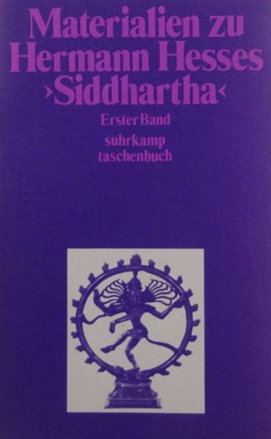 Materialien zu
Hermann Hesses
›Siddhartha‹
Erster Band
suhrkamp
taschenbuch